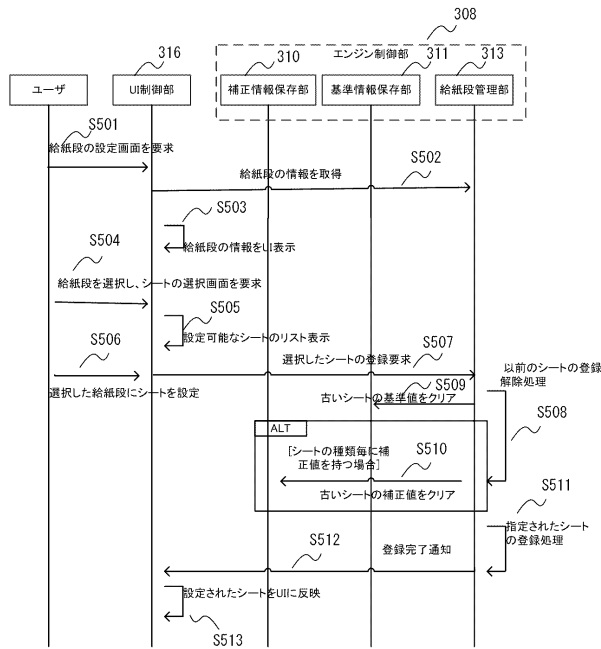 308
エンジン制御部
316
310
311
313
ユーザ
UI制御部
補正情報保存部
基準情報保存部
給紙段管理部
S501
給紙段の設定画面を要求
S502
給紙段の情報を取得
S503
給紙段の情報をUI表示
S504
給紙段を選択し、シートの選択画面を要求
S505
設定可能なシートのリスト表示
S506
選択した給紙段にシートを設定
S507
選択したシートの登録要求
以前のシートの登録
解除処理
S508
S509
古いシートの基準値をクリア
ALT
[シートの種類毎に補
正値を持つ場合]
S510
古いシートの補正値をクリア
S511
指定されたシート
の登録処理
S512
登録完了通知
設定されたシートをUIに反映
S513